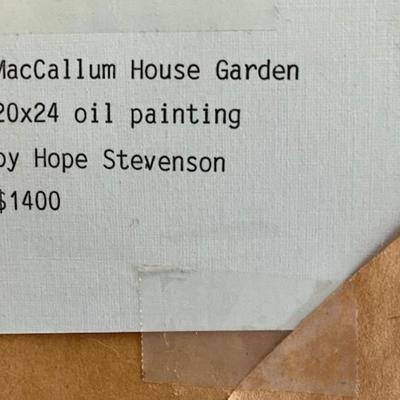 MacCallum House Garden
20x24 oil painting
by Hope Stevenson
$1400